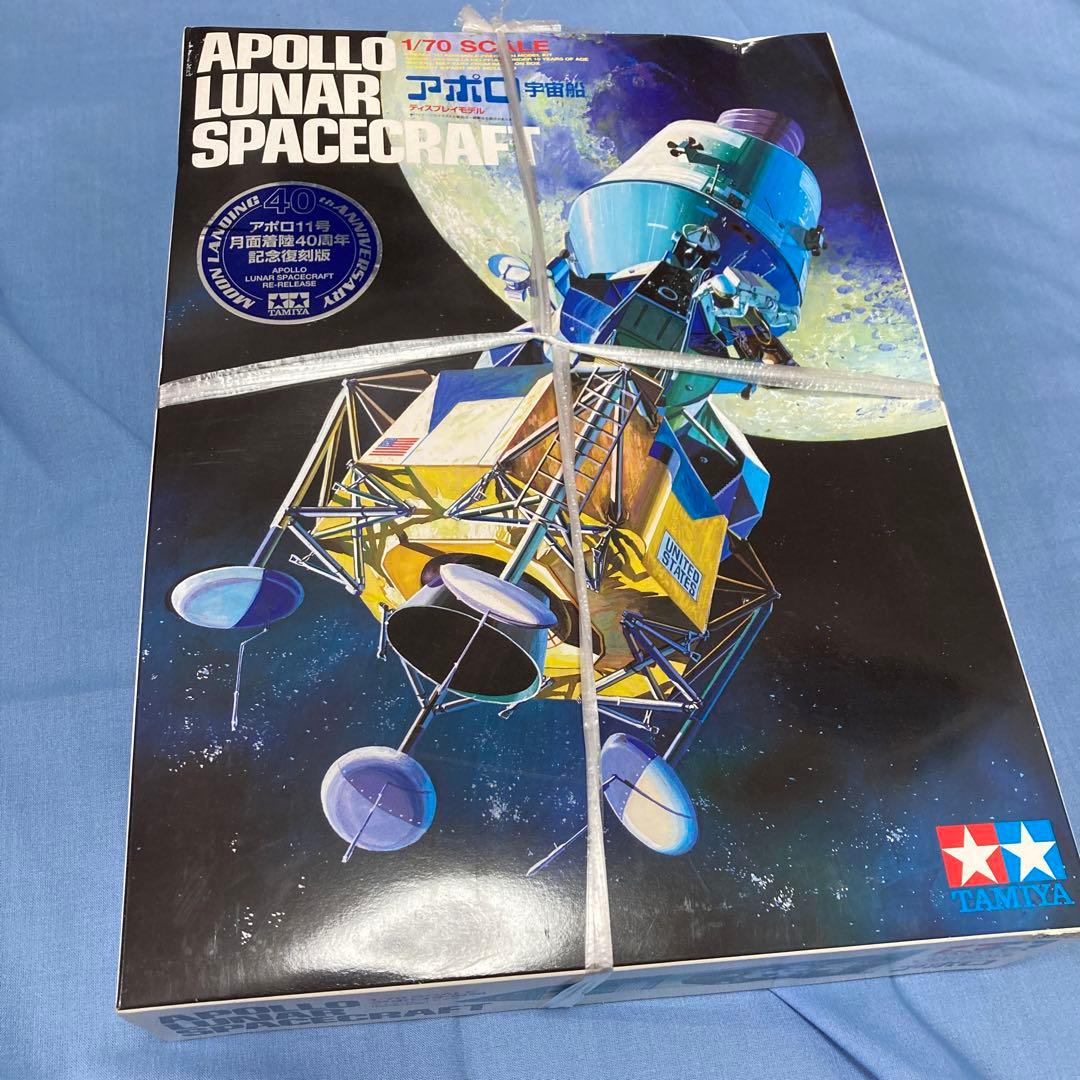 APOLLO
LUNAR
SPACECRAFT
1/70 SCALE
アポロ宇宙船
ディスプレイモデル
MOON LANDING 40th ANNIVERSARY
アポロ11号
月面着陸40周年
記念復刻版
APOLLO
LUNAR SPACECRAFT
RE-RELEASE
TAMIYA
UNITED
STATES
TAMIYA
APOLLO
LUNAR
SPACECRAFT